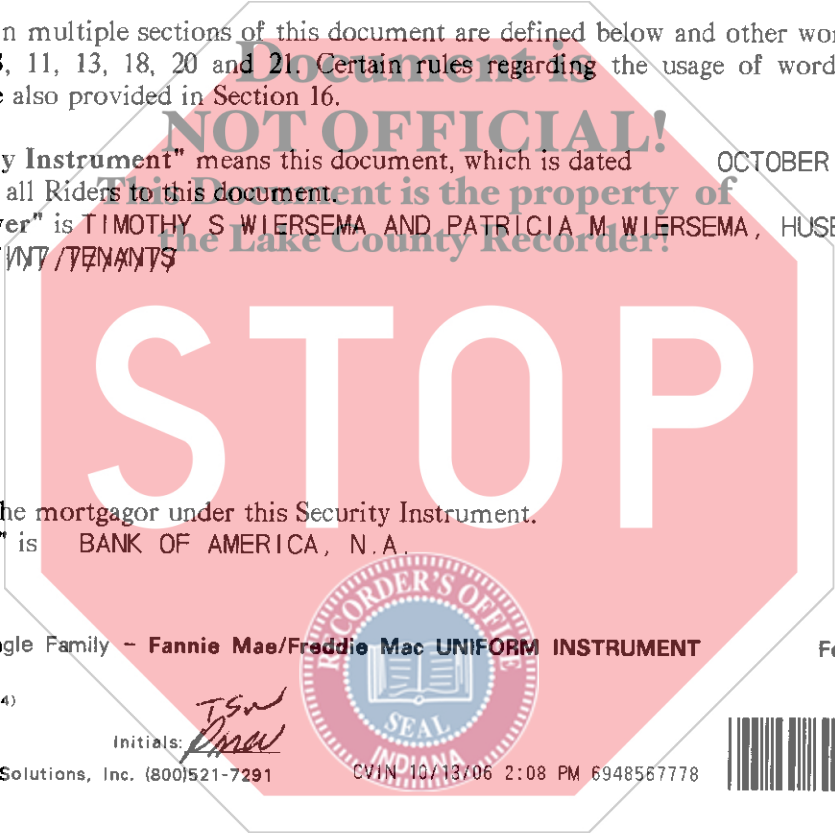 n multiple sections of this document are defined below and other wor
, 11, 13, 18, 20 and 21. Certain rules regarding the usage of word
e also provided in Section 16.
Document is
NOT OFFICIAL!
This Document is the property of
the Lake County Recorder!
y Instrument" means this document, which is dated OCTOBER
all Riders to this document.
er" is TIMOTHY S WIERSEMA AND PATRICIA M WIERSEMA, HUSB
INT TENANTS
STOP
he mortgagor under this Security Instrument.
" is BANK OF AMERICA, N.A.
RECORDER'S OFFICE
SEAL
INDIANA
gle Family - Fannie Mae/Freddie Mac UNIFORM INSTRUMENT Fo
4)
TSW
Initials: PMW
Solutions, Inc. (800)521-7291 CVIN 10/13/06 2:08 PM 6948567778